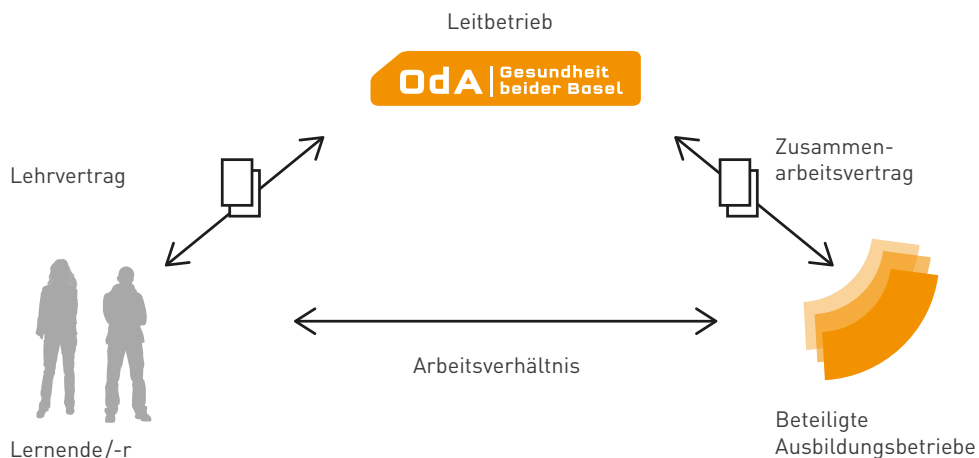 Leitbetrieb
OdA Gesundheit
beider Basel
Lehrvertrag
Zusammen-
arbeitsvertrag
Arbeitsverhältnis
Lernende/-r
Beteiligte
Ausbildungsbetriebe